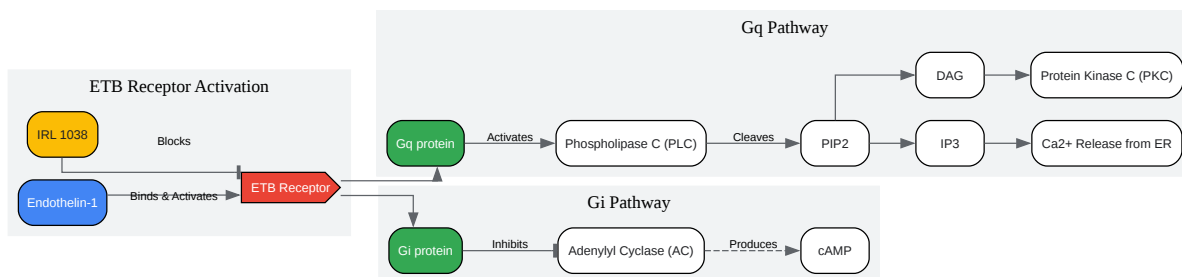 Gq Pathway
DAG
Protein Kinase C (PKC)
ETB Receptor Activation
IRL 1038
Blocks
Gq protein
Activates
Phospholipase C (PLC)
Cleaves
PIP2
IP3
Ca2+ Release from ER
ETB Receptor
Endothelin-1
Binds & Activates
Gi Pathway
Gi protein
Inhibits
Adenylyl Cyclase (AC)
Produces
cAMP